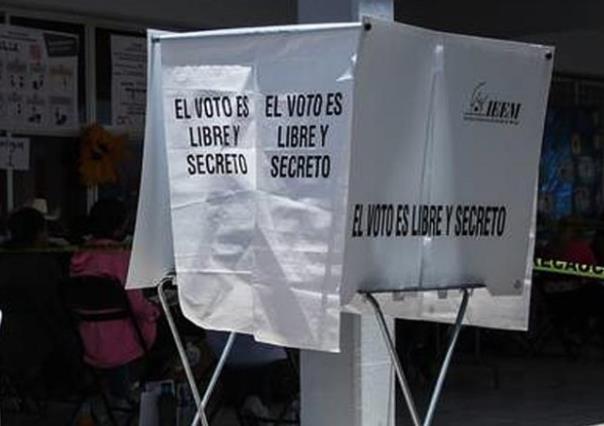 EL VOTO ES
LIBRE Y
SECRETO
EL VOTO ES
LIBRE Y
SECRETO
IEEM
EL VOTO ES LIBRE Y SECRETO